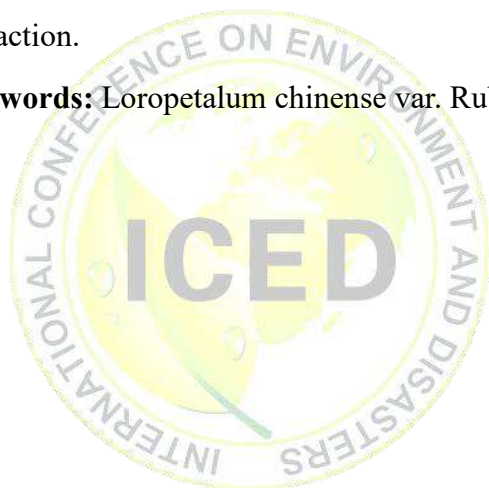 action.
words: Loropetalum chinense var. Ru
INTERNATIONAL CONFERENCE ON ENVIRONMENT AND DISASTERS
ICED